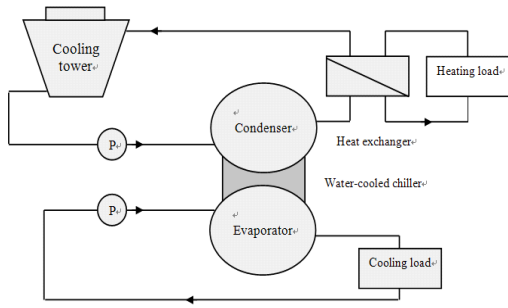 Cooling
tower
Heating load
P
Condenser
Heat exchanger
Water-cooled chiller
P
Evaporator
Cooling load